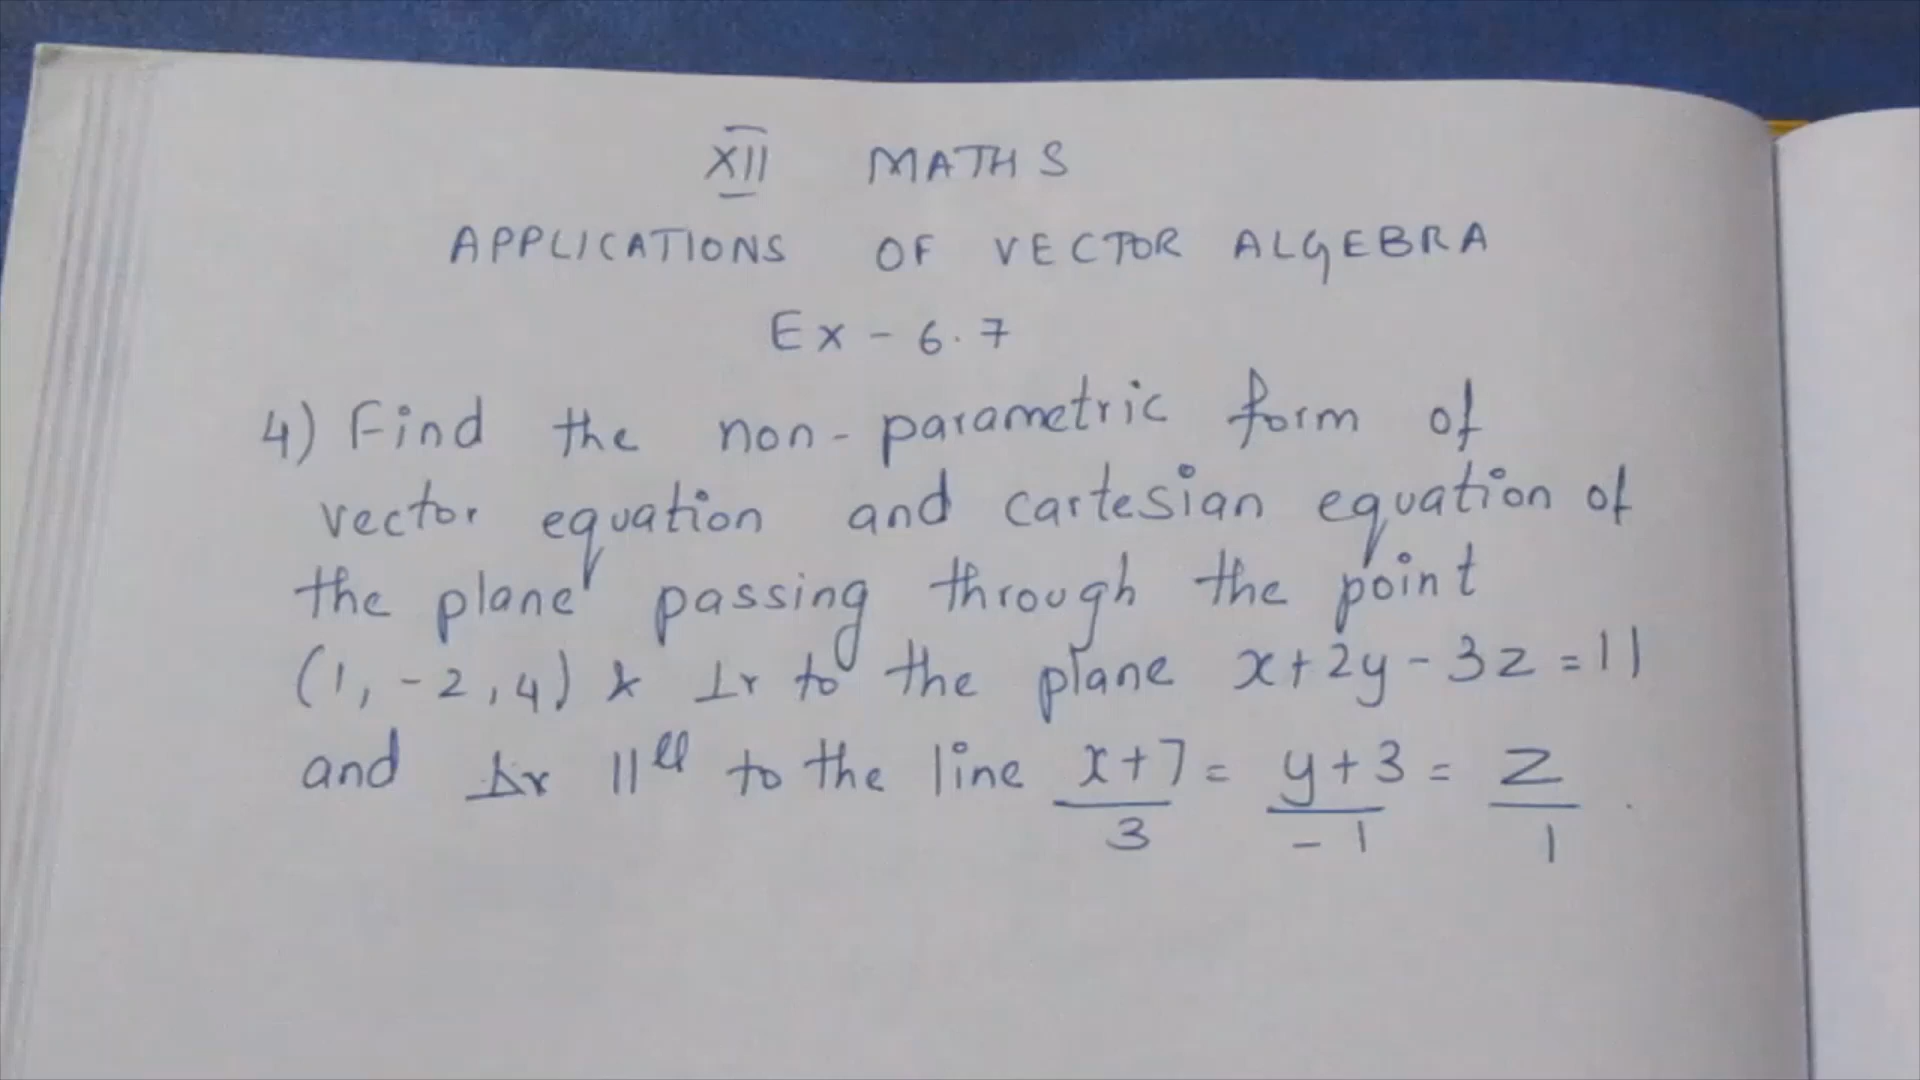 XII MATHS
APPLICATIONS OF VECTOR ALGEBRA
Ex - 6.7
4) Find the non-parametric form of
vector equation and cartesian equation of
the plane passing through the point
(1, -2, 4) & ⊥r to the plane x+2y-3z=11
and || ll to the line x+7/3 = y+3/-1 = z/1.